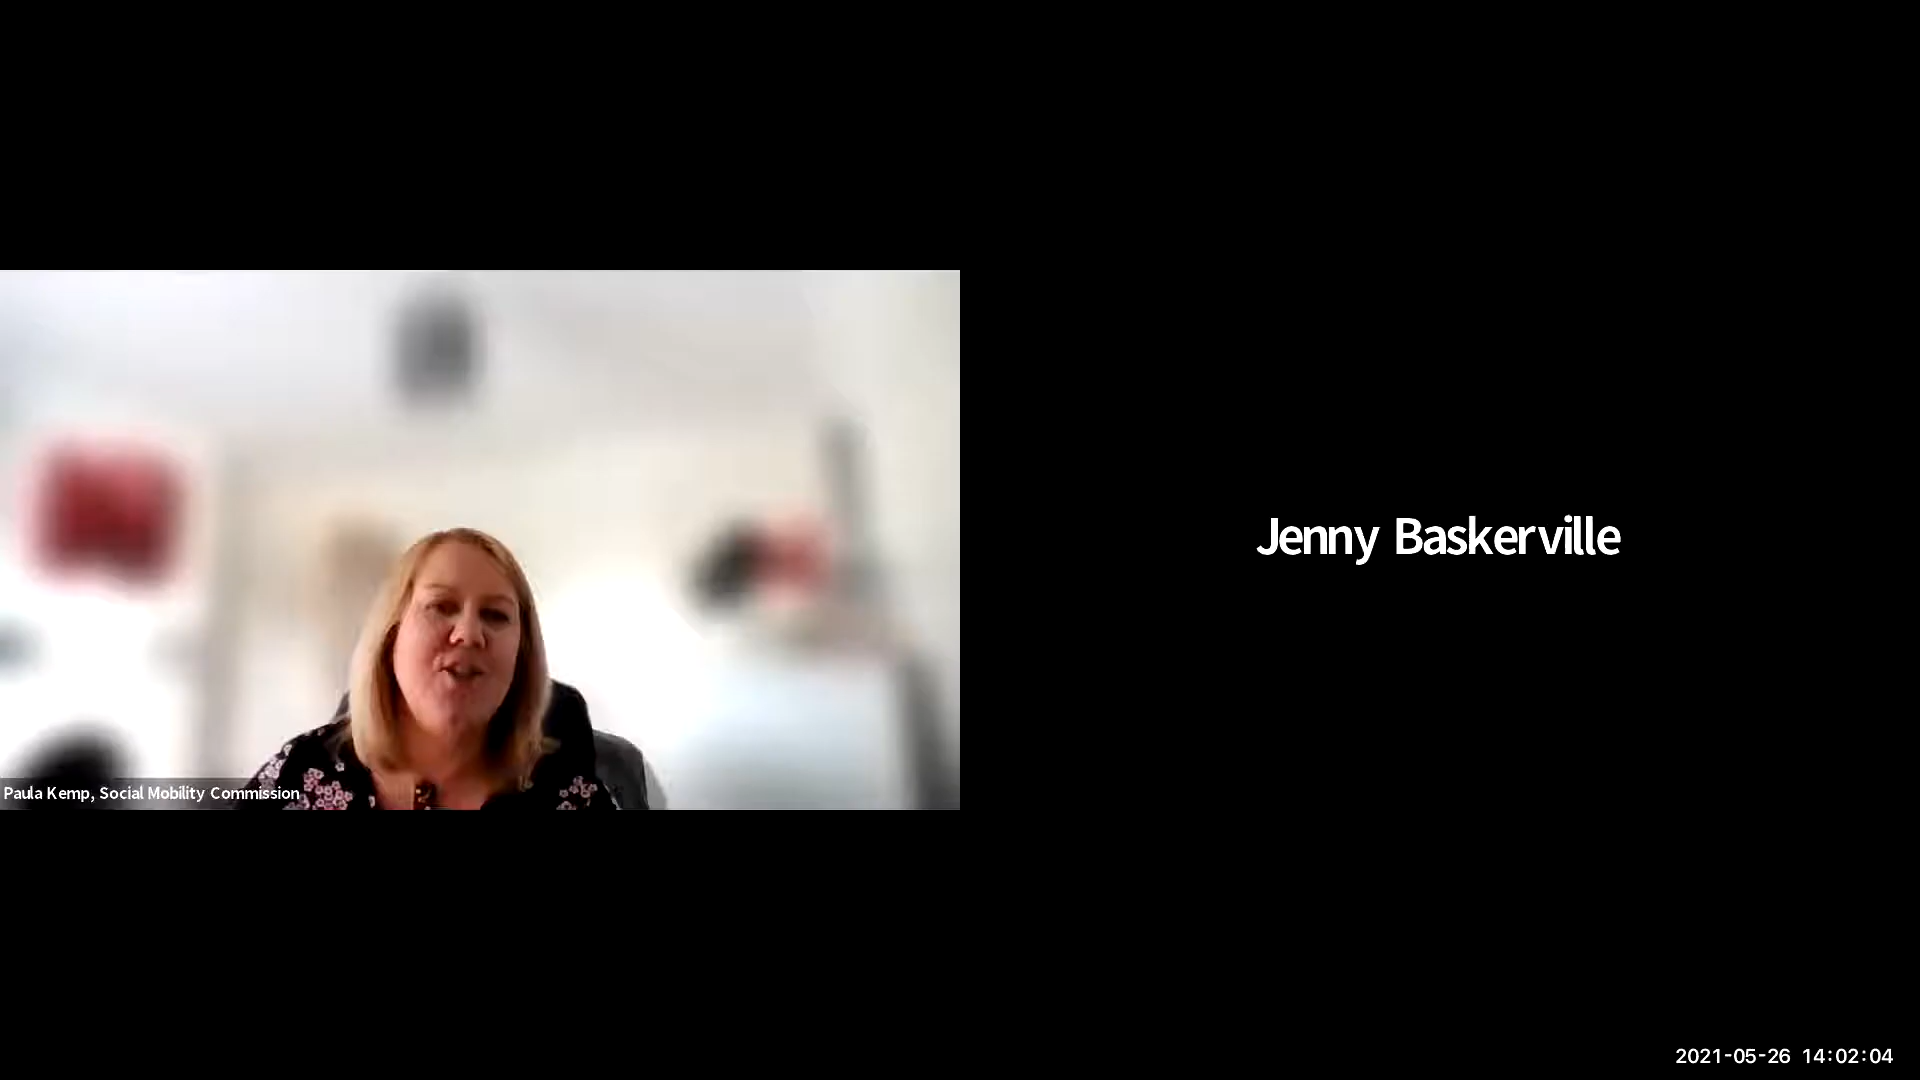 Jenny Baskerville
Paula Kemp, Social Mobility Commission
2021-05-26 14:02:04